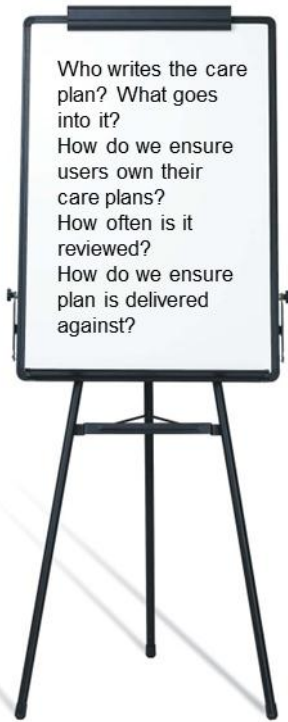 Who writes the care
plan? What goes
into it?
How do we ensure
users own their
care plans?
How often is it
reviewed?
How do we ensure
plan is delivered
against?